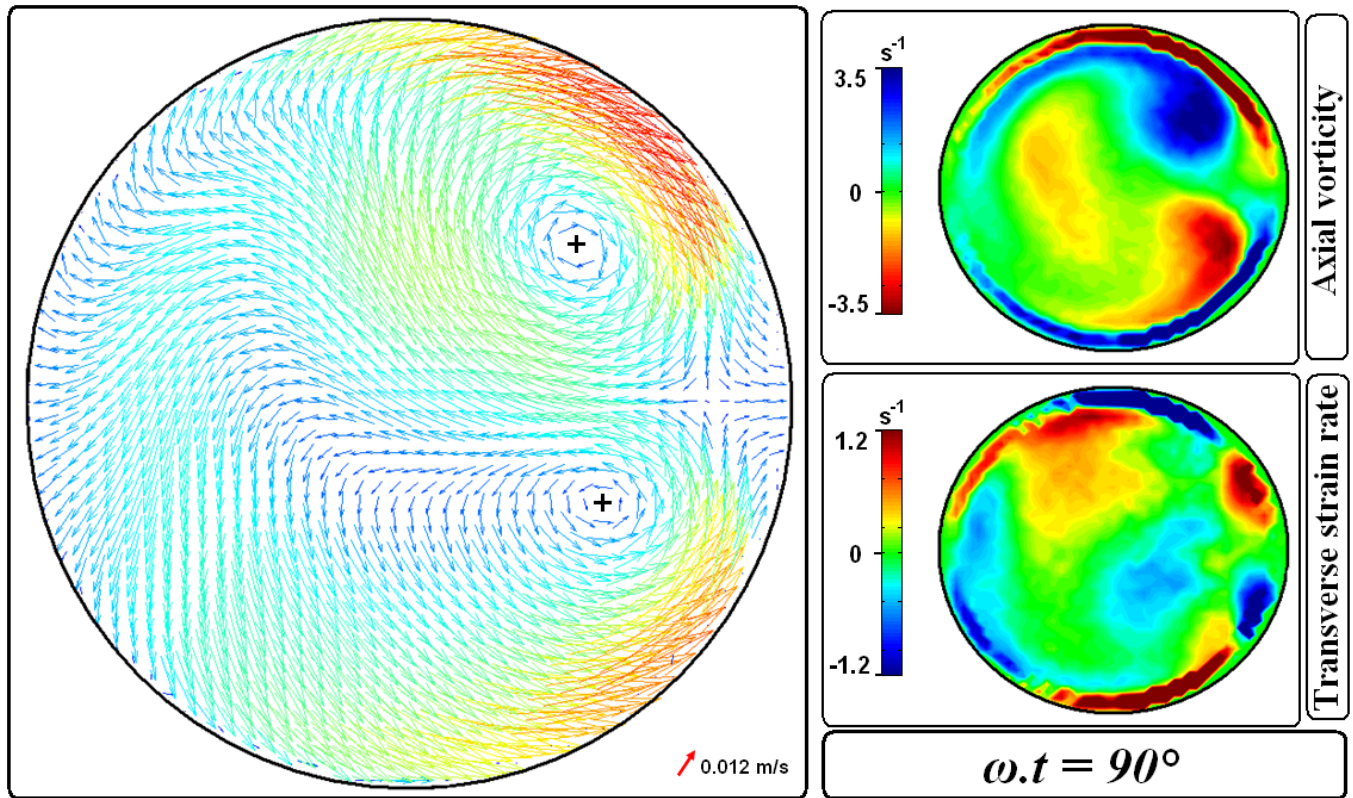 0.012 m/s
s-1
3.5
0
-3.5
Axial vorticity
s-1
1.2
0
-1.2
Transverse strain rate
ω.t = 90°